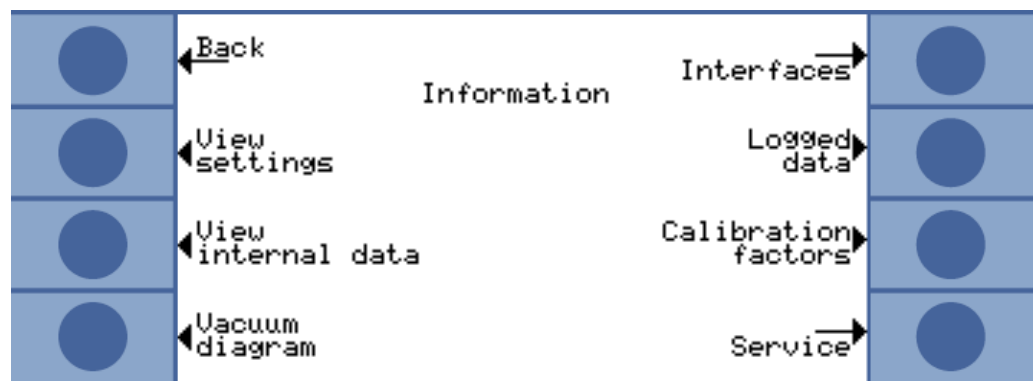 Back
Information
Interfaces
View
settings
Logged
data
View
internal data
Calibration
factors
Vacuum
diagram
Service